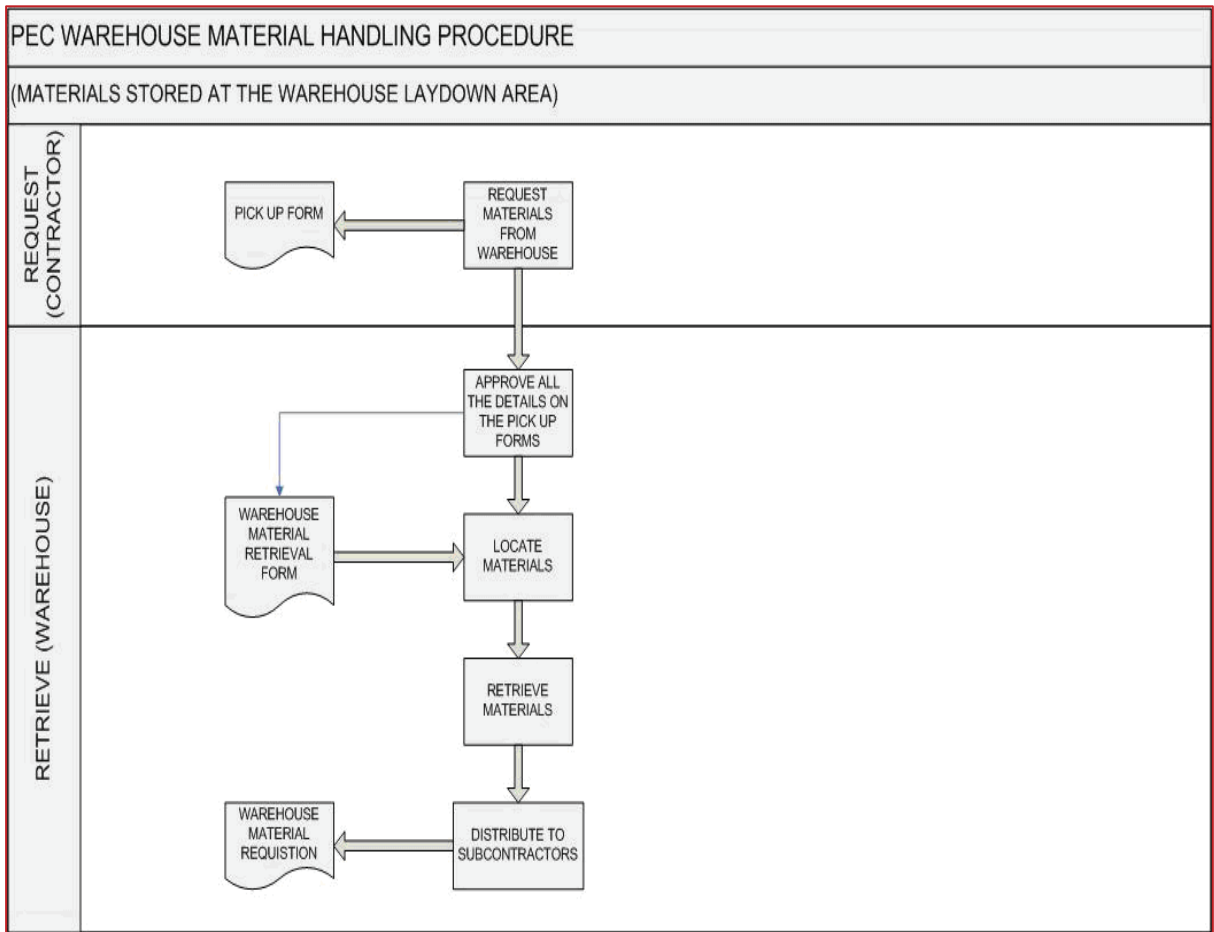 PEC WAREHOUSE MATERIAL HANDLING PROCEDURE
(MATERIALS STORED AT THE WAREHOUSE LAYDOWN AREA)
REQUEST
(CONTRACTOR)
PICK UP FORM
REQUEST
MATERIALS
FROM
WAREHOUSE
RETRIEVE (WAREHOUSE)
APPROVE ALL
THE DETAILS ON
THE PICK UP
FORMS
WAREHOUSE
MATERIAL
RETRIEVAL
FORM
LOCATE
MATERIALS
RETRIEVE
MATERIALS
WAREHOUSE
MATERIAL
REQUISTION
DISTRIBUTE TO
SUBCONTRACTORS